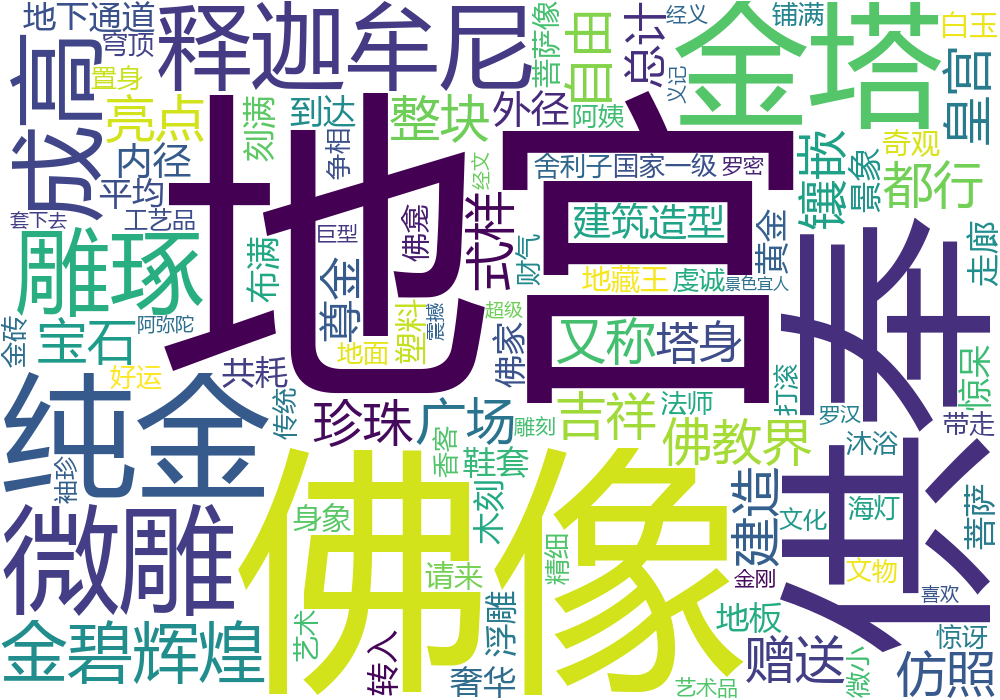 地下通道
释迦牟尼
菩萨像
自由
总计
经义
铺满
白玉
穹顶
成高
置身
金塔
义记
皇宫
亮点
刻满
到达
整块
外径
阿姨
镶嵌
奇观
内径
争相
地宫
舍利子
国家一级
罗密
景象
都行
平均
经文
套下去
工艺品
巨型
佛龛
式样
建筑造型
黄金
供奉
走廊
雕琢
布满
尊金
财气
地藏王
虔诚
景色宜人
金砖
宝石
阿弥陀
地面
塑料
震撼
超级
佛家
又称
塔身
打滚
惊呆
好运
共耗
纯金
传统
珍珠
广场
雕刻
吉祥
法师
罗汉
带走
袖珍
香客
鞋套
佛教界
沐浴
微雕
佛像
身象
木刻
精细
请来
建造
文化
海灯
菩萨
金刚
文物
喜欢
金碧辉煌
艺术
转入
浮雕
奢华
地板
赠送
艺术品
微小
惊讶
仿照